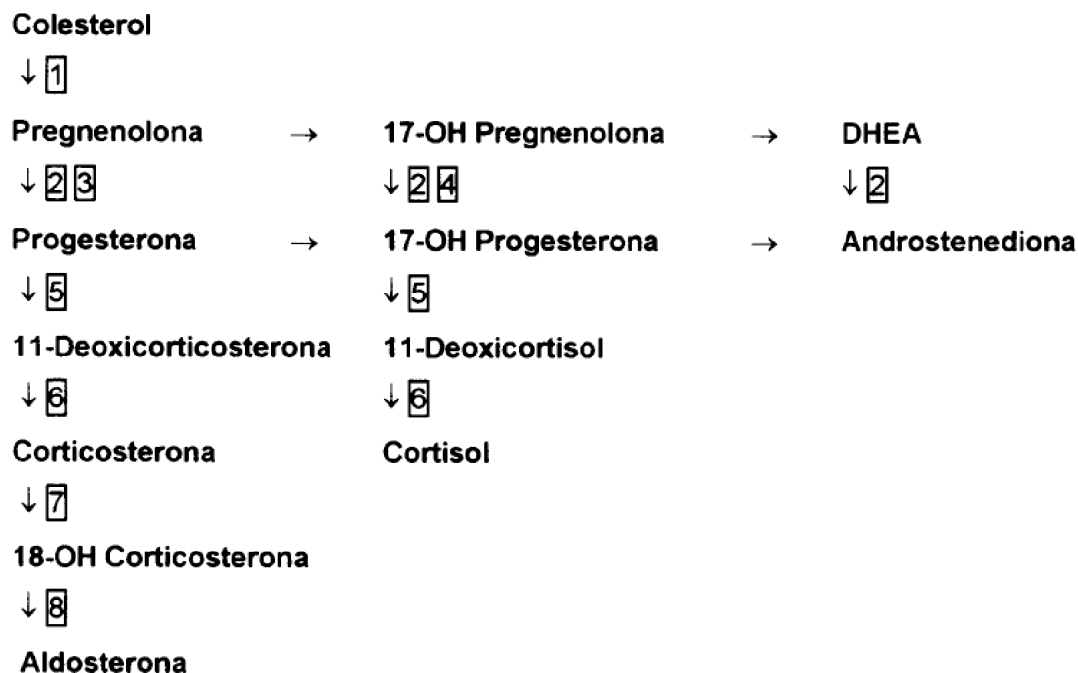 Colesterol
↓ 1
Pregnenolona → 17-OH Pregnenolona → DHEA
↓ 2 3 ↓ 2 4 ↓ 2
Progesterona → 17-OH Progesterona → Androstenediona
↓ 5 ↓ 5
11-Deoxicorticosterona 11-Deoxicortisol
↓ 6 ↓ 6
Corticosterona Cortisol
↓ 7
18-OH Corticosterona
↓ 8
Aldosterona